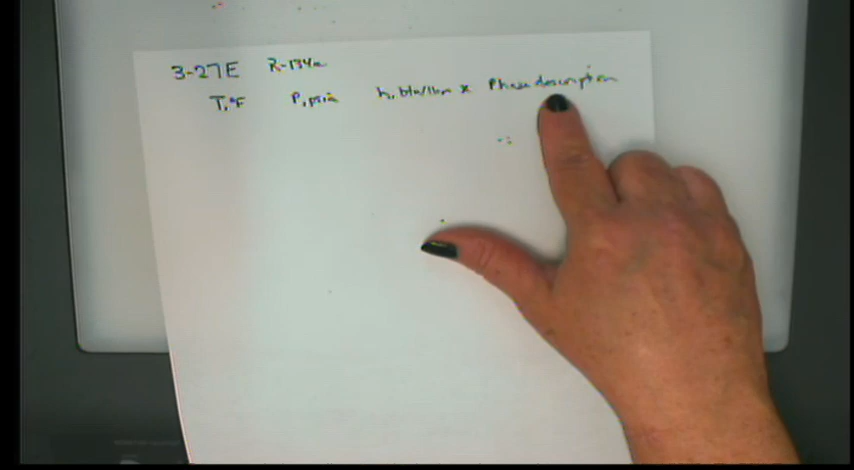 3-27E R-134a
T,°F P,psia h,btu/lbm x Phase description